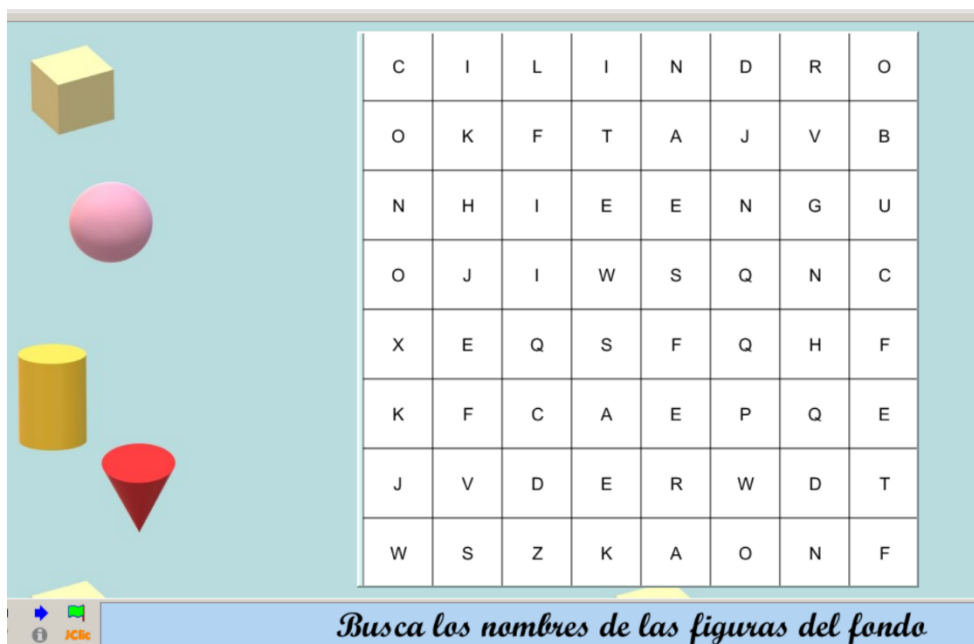 C I L I N D R O
O K F T A J V B
N H I E E N G U
O J I W S Q N C
X E Q S F Q H F
K F C A E P Q E
J V D E R W D T
W S Z K A O N F
JClic
Busca los nombres de las figuras del fondo